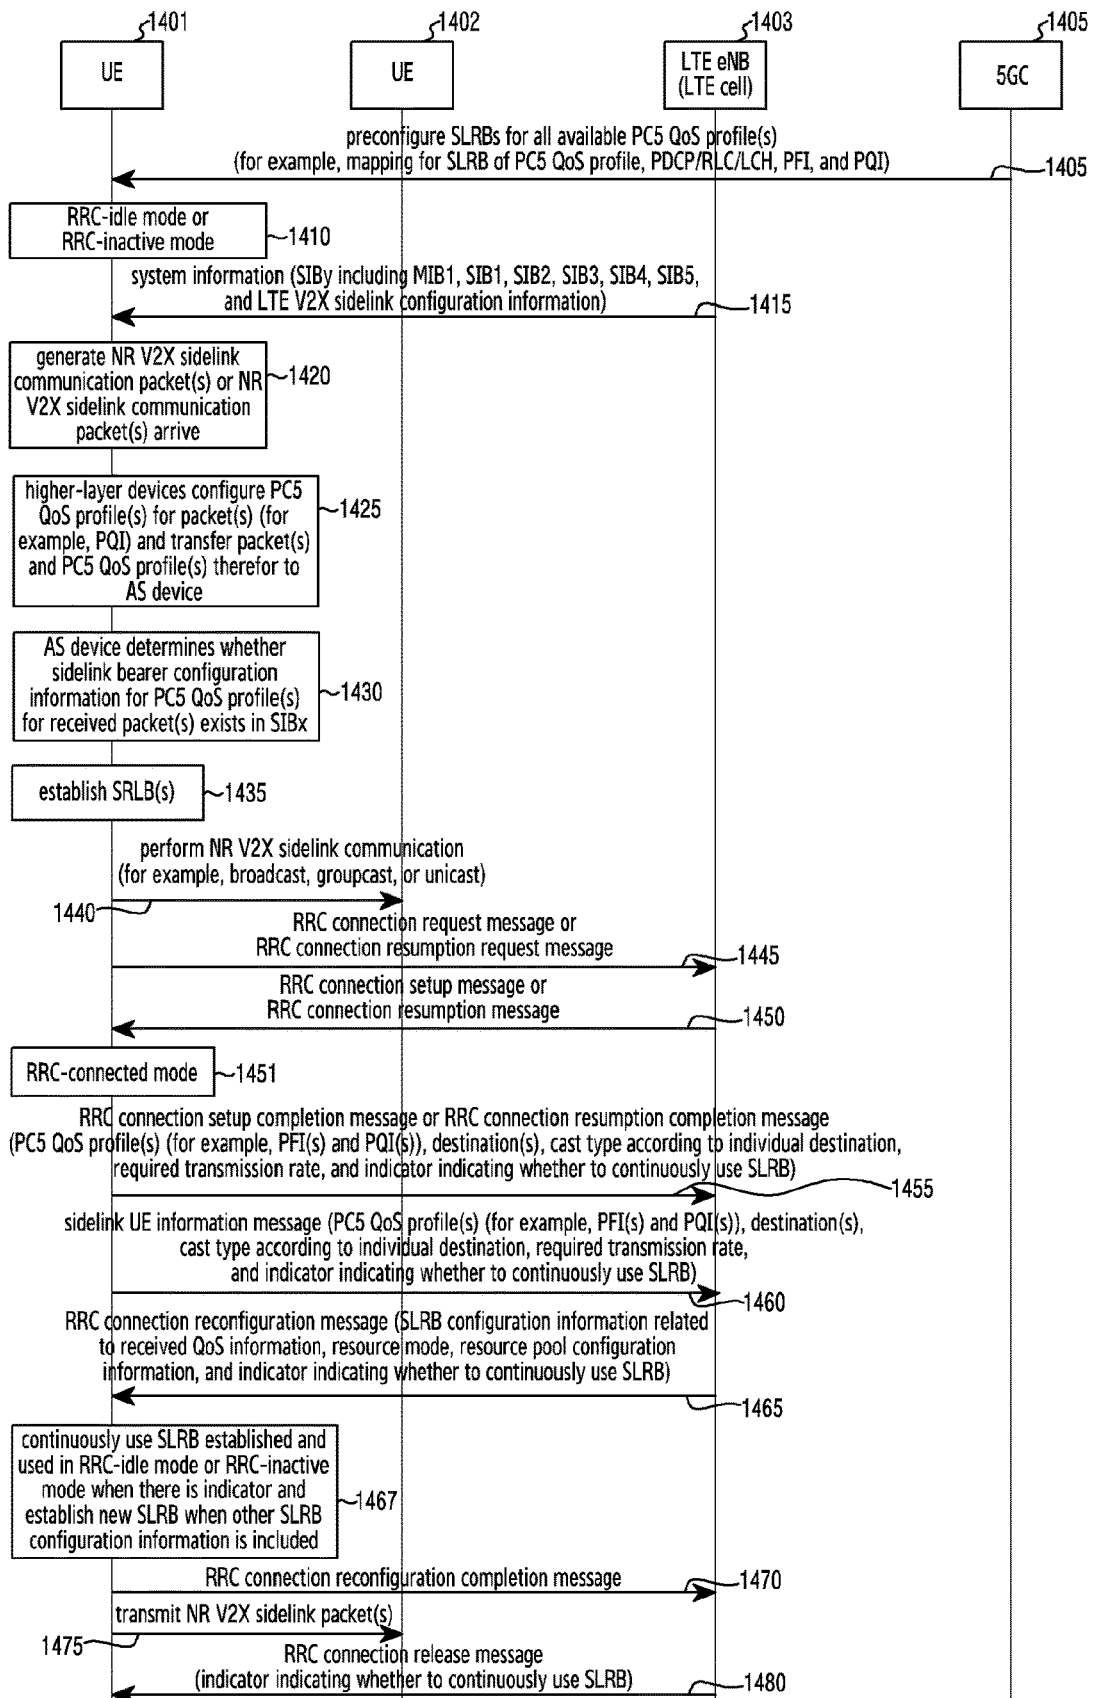 1401
1402
1403
1405
UE
UE
LTE eNB
(LTE cell)
5GC
preconfigure SLRBs for all available PC5 QoS profile(s)
(for example, mapping for SLRB of PC5 QoS profile, PDCP/RLC/LCH, PFI, and PQI)
1405
RRC-idle mode or
RRC-inactive mode
1410
system information (SIBy including MIB1, SIB1, SIB2, SIB3, SIB4, SIB5,
and LTE V2X sidelink configuration information)
1415
generate NR V2X sidelink
communication packet(s) or NR
V2X sidelink communication
packet(s) arrive
1420
higher-layer devices configure PC5
QoS profile(s) for packet(s) (for
example, PQI) and transfer packet(s)
and PC5 QoS profile(s) therefor to
AS device
1425
AS device determines whether
sidelink bearer configuration
information for PC5 QoS profile(s)
for received packet(s) exists in SIBx
1430
establish SRLB(s)
1435
perform NR V2X sidelink communication
(for example, broadcast, groupcast, or unicast)
1440
RRC connection request message or
RRC connection resumption request message
1445
RRC connection setup message or
RRC connection resumption message
1450
RRC-connected mode
1451
RRC connection setup completion message or RRC connection resumption completion message
(PC5 QoS profile(s) (for example, PFI(s) and PQI(s)), destination(s), cast type according to individual destination,
required transmission rate, and indicator indicating whether to continuously use SLRB)
1455
sidelink UE information message (PC5 QoS profile(s) (for example, PFI(s) and PQI(s)), destination(s),
cast type according to individual destination, required transmission rate,
and indicator indicating whether to continuously use SLRB)
1460
RRC connection reconfiguration message (SLRB configuration information related
to received QoS information, resource mode, resource pool configuration
information, and indicator indicating whether to continuously use SLRB)
1465
continuously use SLRB established and
used in RRC-idle mode or RRC-inactive
mode when there is indicator and
establish new SLRB when other SLRB
configuration information is included
1467
RRC connection reconfiguration completion message
1470
transmit NR V2X sidelink packet(s)
1475
RRC connection release message
(indicator indicating whether to continuously use SLRB)
1480